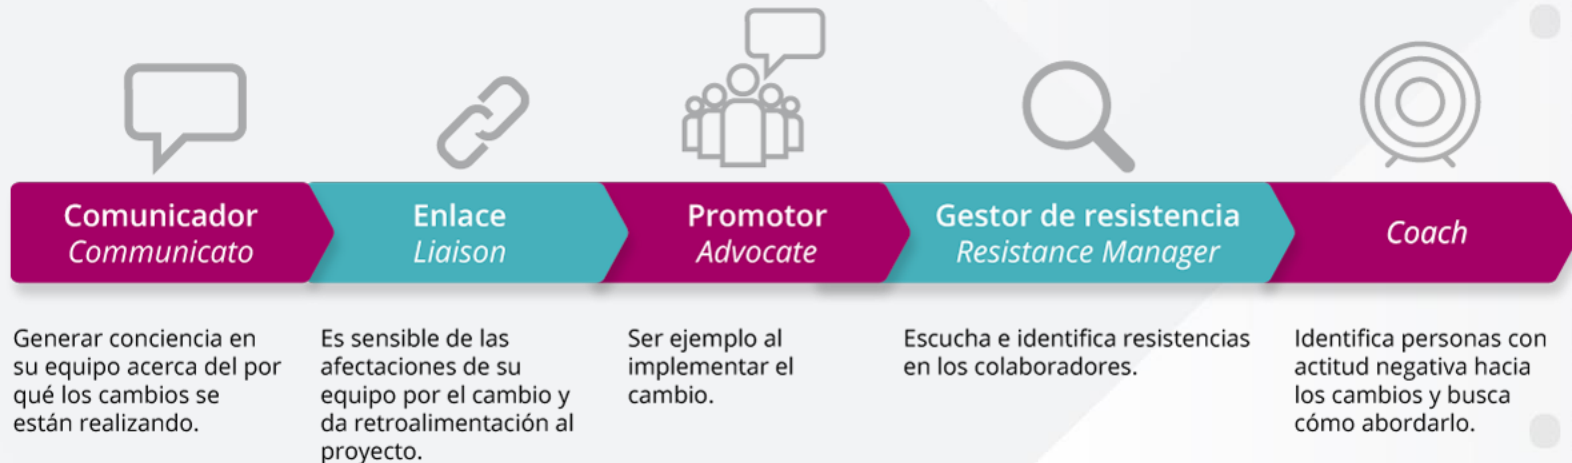 Comunicador
Communicato
Enlace
Liaison
Promotor
Advocate
Gestor de resistencia
Resistance Manager
Coach
Generar conciencia en
su equipo acerca del por
qué los cambios se
están realizando.
Es sensible de las
afectaciones de su
equipo por el cambio y
da retroalimentación al
proyecto.
Ser ejemplo al
implementar el
cambio.
Escucha e identifica resistencias
en los colaboradores.
Identifica personas con
actitud negativa hacia
los cambios y busca
cómo abordarlo.